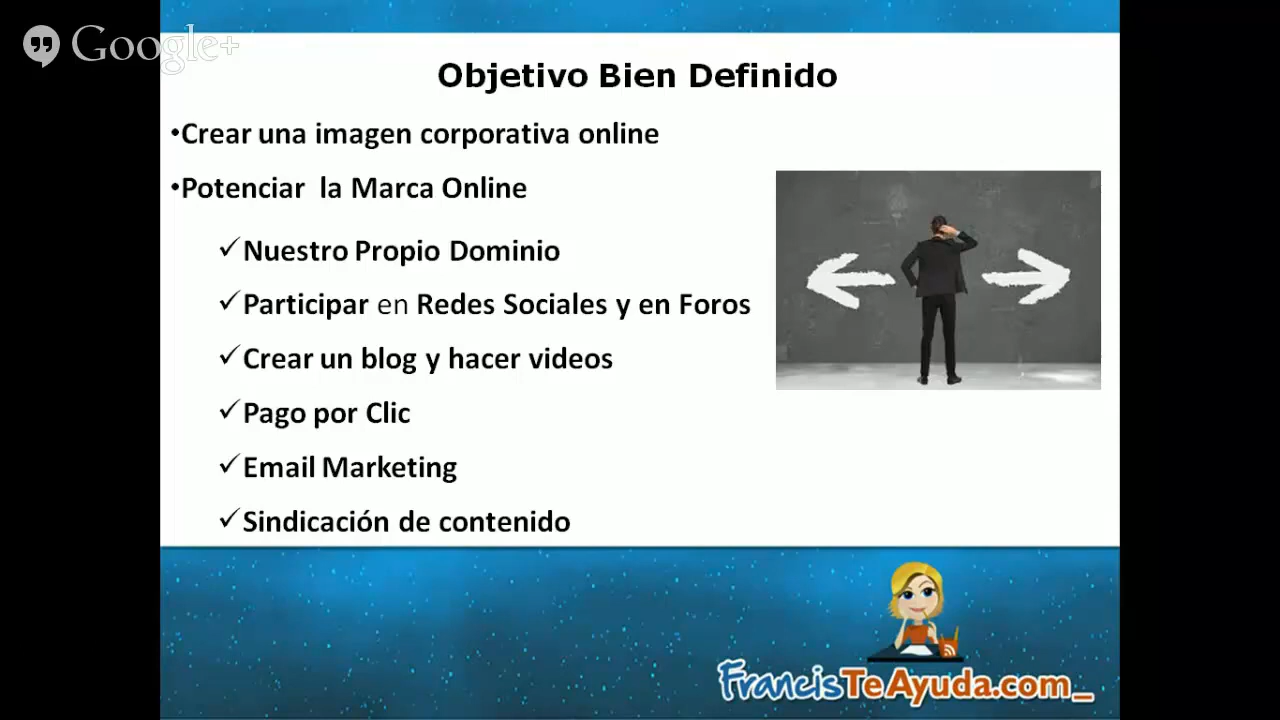 Google+
Objetivo Bien Definido
•Crear una imagen corporativa online
•Potenciar la Marca Online
✓Nuestro Propio Dominio
✓Participar en Redes Sociales y en Foros
✓Crear un blog y hacer videos
✓Pago por Clic
✓Email Marketing
✓Sindicación de contenido
FrancisTeAyuda.com_